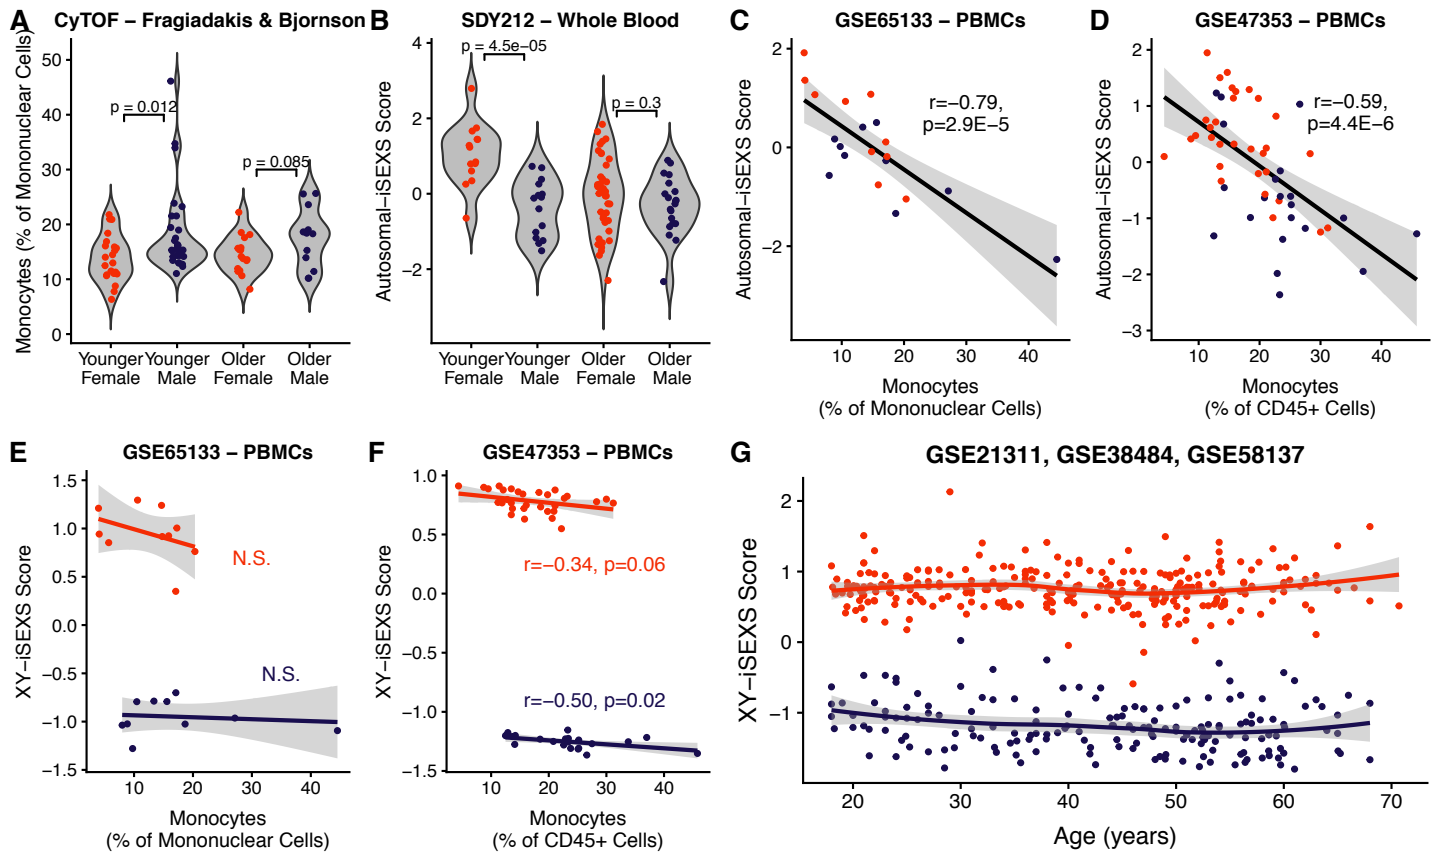 A
CyTOF – Fragiadakis & Bjornson
Monocytes (% of Mononuclear Cells)
50
40
30
20
10
0
p = 0.012
p = 0.085
Younger Female
Younger Male
Older Female
Older Male
B
SDY212 – Whole Blood
Autosomal–iSEXS Score
4
2
0
−2
p = 4.5e−05
p = 0.3
Younger Female
Younger Male
Older Female
Older Male
C
GSE65133 – PBMCs
Autosomal–iSEXS Score
2
0
−2
r=−0.79,
p=2.9E−5
10 20 30 40
Monocytes
(% of Mononuclear Cells)
D
GSE47353 – PBMCs
Autosomal–iSEXS Score
2
1
0
−1
−2
−3
r=−0.59,
p=4.4E−6
10 20 30 40
Monocytes
(% of CD45+ Cells)
E
GSE65133 – PBMCs
XY−iSEXS Score
1.5
1.0
0.5
0.0
−0.5
−1.0
−1.5
N.S.
N.S.
10 20 30 40
Monocytes
(% of Mononuclear Cells)
F
GSE47353 – PBMCs
XY−iSEXS Score
1.0
0.5
0.0
−0.5
−1.0
−1.5
r=−0.34, p=0.06
r=−0.50, p=0.02
10 20 30 40
Monocytes
(% of CD45+ Cells)
G
GSE21311, GSE38484, GSE58137
XY−iSEXS Score
2
1
0
−1
20 30 40 50 60 70
Age (years)